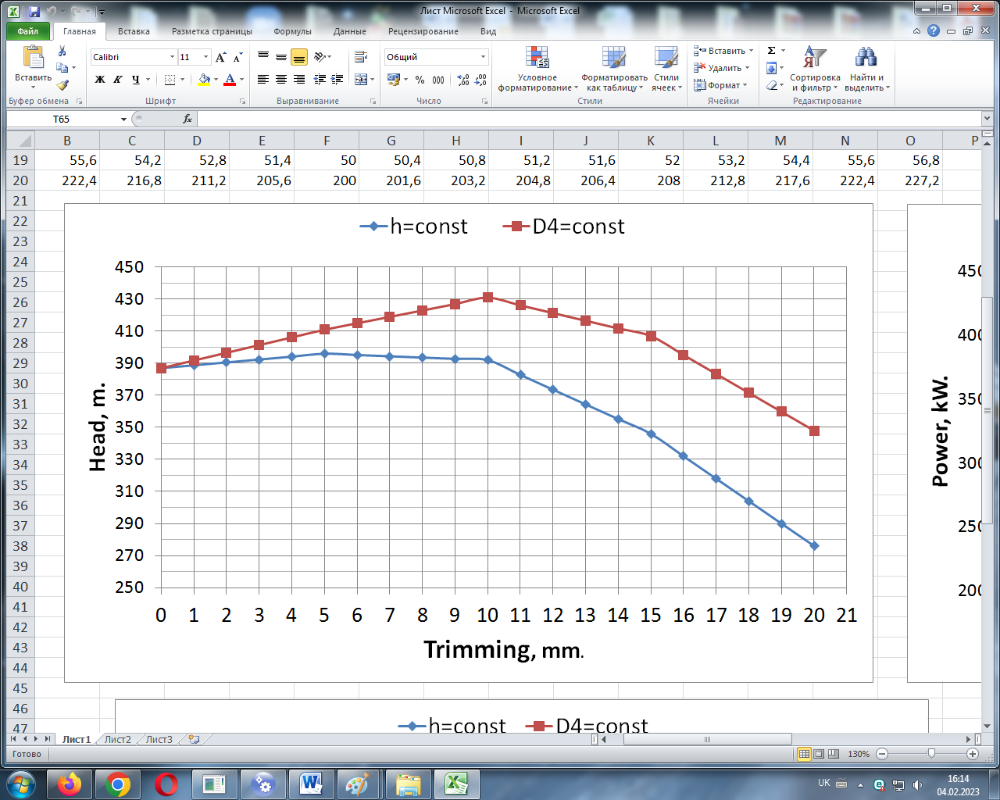 Лист Microsoft Excel - Microsoft Excel
Файл Главная Вставка Разметка страницы Формулы Данные Рецензирование Вид
Calibri 11 Общий
Вставить Ж К Ч А % 000 Условное форматирование Форматировать как таблицу Стили ячеек Вставить Удалить Формат Σ Сортировка и фильтр Найти и выделить
Буфер обмена Шрифт Выравнивание Число Стили Ячейки Редактирование
T65 fx
B C D E F G H I J K L M N O P
19 55,6 54,2 52,8 51,4 50 50,4 50,8 51,2 51,6 52 53,2 54,4 55,6 56,8
20 222,4 216,8 211,2 205,6 200 201,6 203,2 204,8 206,4 208 212,8 217,6 222,4 227,2
21
22
23
24
25
26
27
28
29
30
31
32
33
34
35
36
37
38
39
40
41
42
43
44
45
46
47
h=const D4=const
450
430
410
390
370
350
330
310
290
270
250
Head, m.
0 1 2 3 4 5 6 7 8 9 10 11 12 13 14 15 16 17 18 19 20 21
Trimming, mm.
Power, kW.
450
400
350
300
250
200
h=const D4=const
Лист1 Лист2 Лист3
Готово 130%
UK 16:14
04.02.2023